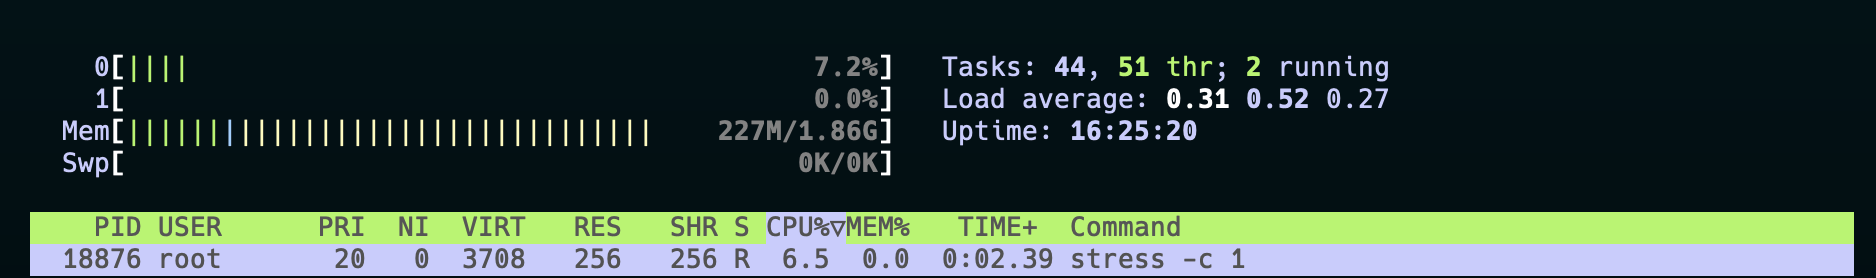 0[|||| 7.2%] Tasks: 44, 51 thr; 2 running
1[ 0.0%] Load average: 0.31 0.52 0.27
Mem[||||||||||||||||||||||||||||||||| 227M/1.86G] Uptime: 16:25:20
Swp[ 0K/0K]
PID USER PRI NI VIRT RES SHR S CPU%▽MEM% TIME+ Command
18876 root 20 0 3708 256 256 R 6.5 0.0 0:02.39 stress -c 1